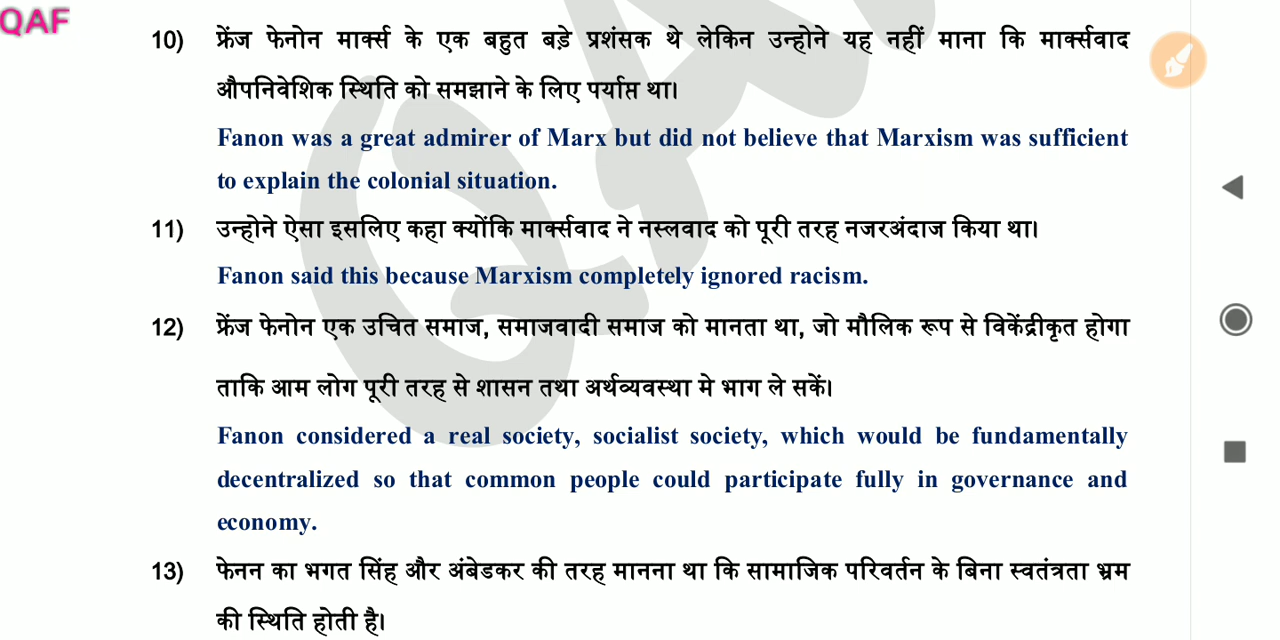 QAF
10) फ्रेंज फेनोन मार्क्स के एक बहुत बड़े प्रशंसक थे लेकिन उन्होने यह नहीं माना कि मार्क्सवाद
औपनिवेशिक स्थिति को समझाने के लिए पर्याप्त था।
Fanon was a great admirer of Marx but did not believe that Marxism was sufficient
to explain the colonial situation.
11) उन्होने ऐसा इसलिए कहा क्योंकि मार्क्सवाद ने नस्लवाद को पूरी तरह नजरअंदाज किया था।
Fanon said this because Marxism completely ignored racism.
12) फ्रेंज फेनोन एक उचित समाज, समाजवादी समाज को मानता था, जो मौलिक रूप से विकेंद्रीकृत होगा
ताकि आम लोग पूरी तरह से शासन तथा अर्थव्यवस्था मे भाग ले सकें।
Fanon considered a real society, socialist society, which would be fundamentally
decentralized so that common people could participate fully in governance and
economy.
13) फेनन का भगत सिंह और अंबेडकर की तरह मानना था कि सामाजिक परिवर्तन के बिना स्वतंत्रता भ्रम
की स्थिति होती है।